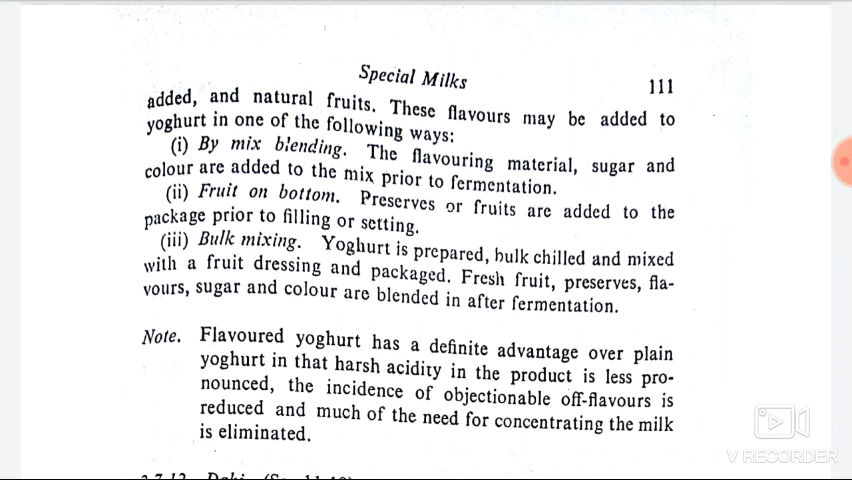 Special Milks 111
added, and natural fruits. These flavours may be added to
yoghurt in one of the following ways:
(i) By mix blending. The flavouring material, sugar and
colour are added to the mix prior to fermentation.
(ii) Fruit on bottom. Preserves or fruits are added to the
package prior to filling or setting.
(iii) Bulk mixing. Yoghurt is prepared, bulk chilled and mixed
with a fruit dressing and packaged. Fresh fruit, preserves, fla-
vours, sugar and colour are blended in after fermentation.
Note. Flavoured yoghurt has a definite advantage over plain
yoghurt in that harsh acidity in the product is less pro-
nounced, the incidence of objectionable off-flavours is
reduced and much of the need for concentrating the milk
is eliminated.
V RECORDER